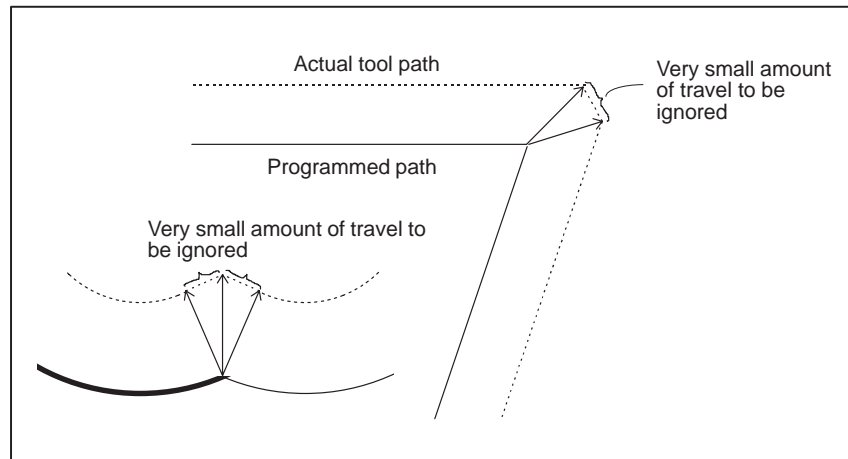 Actual tool path
Very small amount
of travel to be
ignored
Programmed path
Very small amount of travel to
be ignored